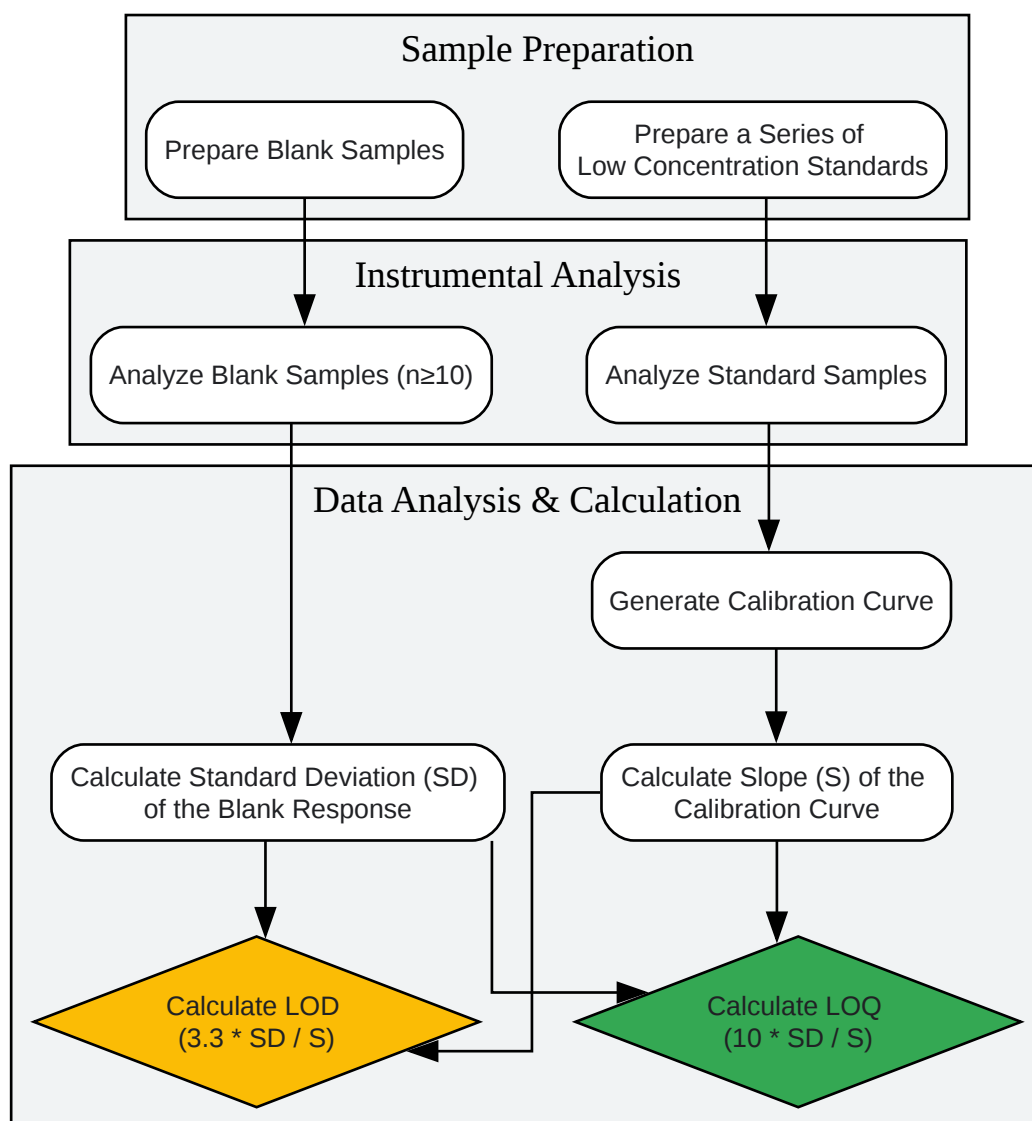 Sample Preparation
Prepare Blank Samples
Prepare a Series of
Low Concentration Standards
Instrumental Analysis
Analyze Blank Samples (n≥10)
Analyze Standard Samples
Data Analysis & Calculation
Generate Calibration Curve
Calculate Standard Deviation (SD)
of the Blank Response
Calculate Slope (S) of the
Calibration Curve
Calculate LOD
(3.3 * SD / S)
Calculate LOQ
(10 * SD / S)